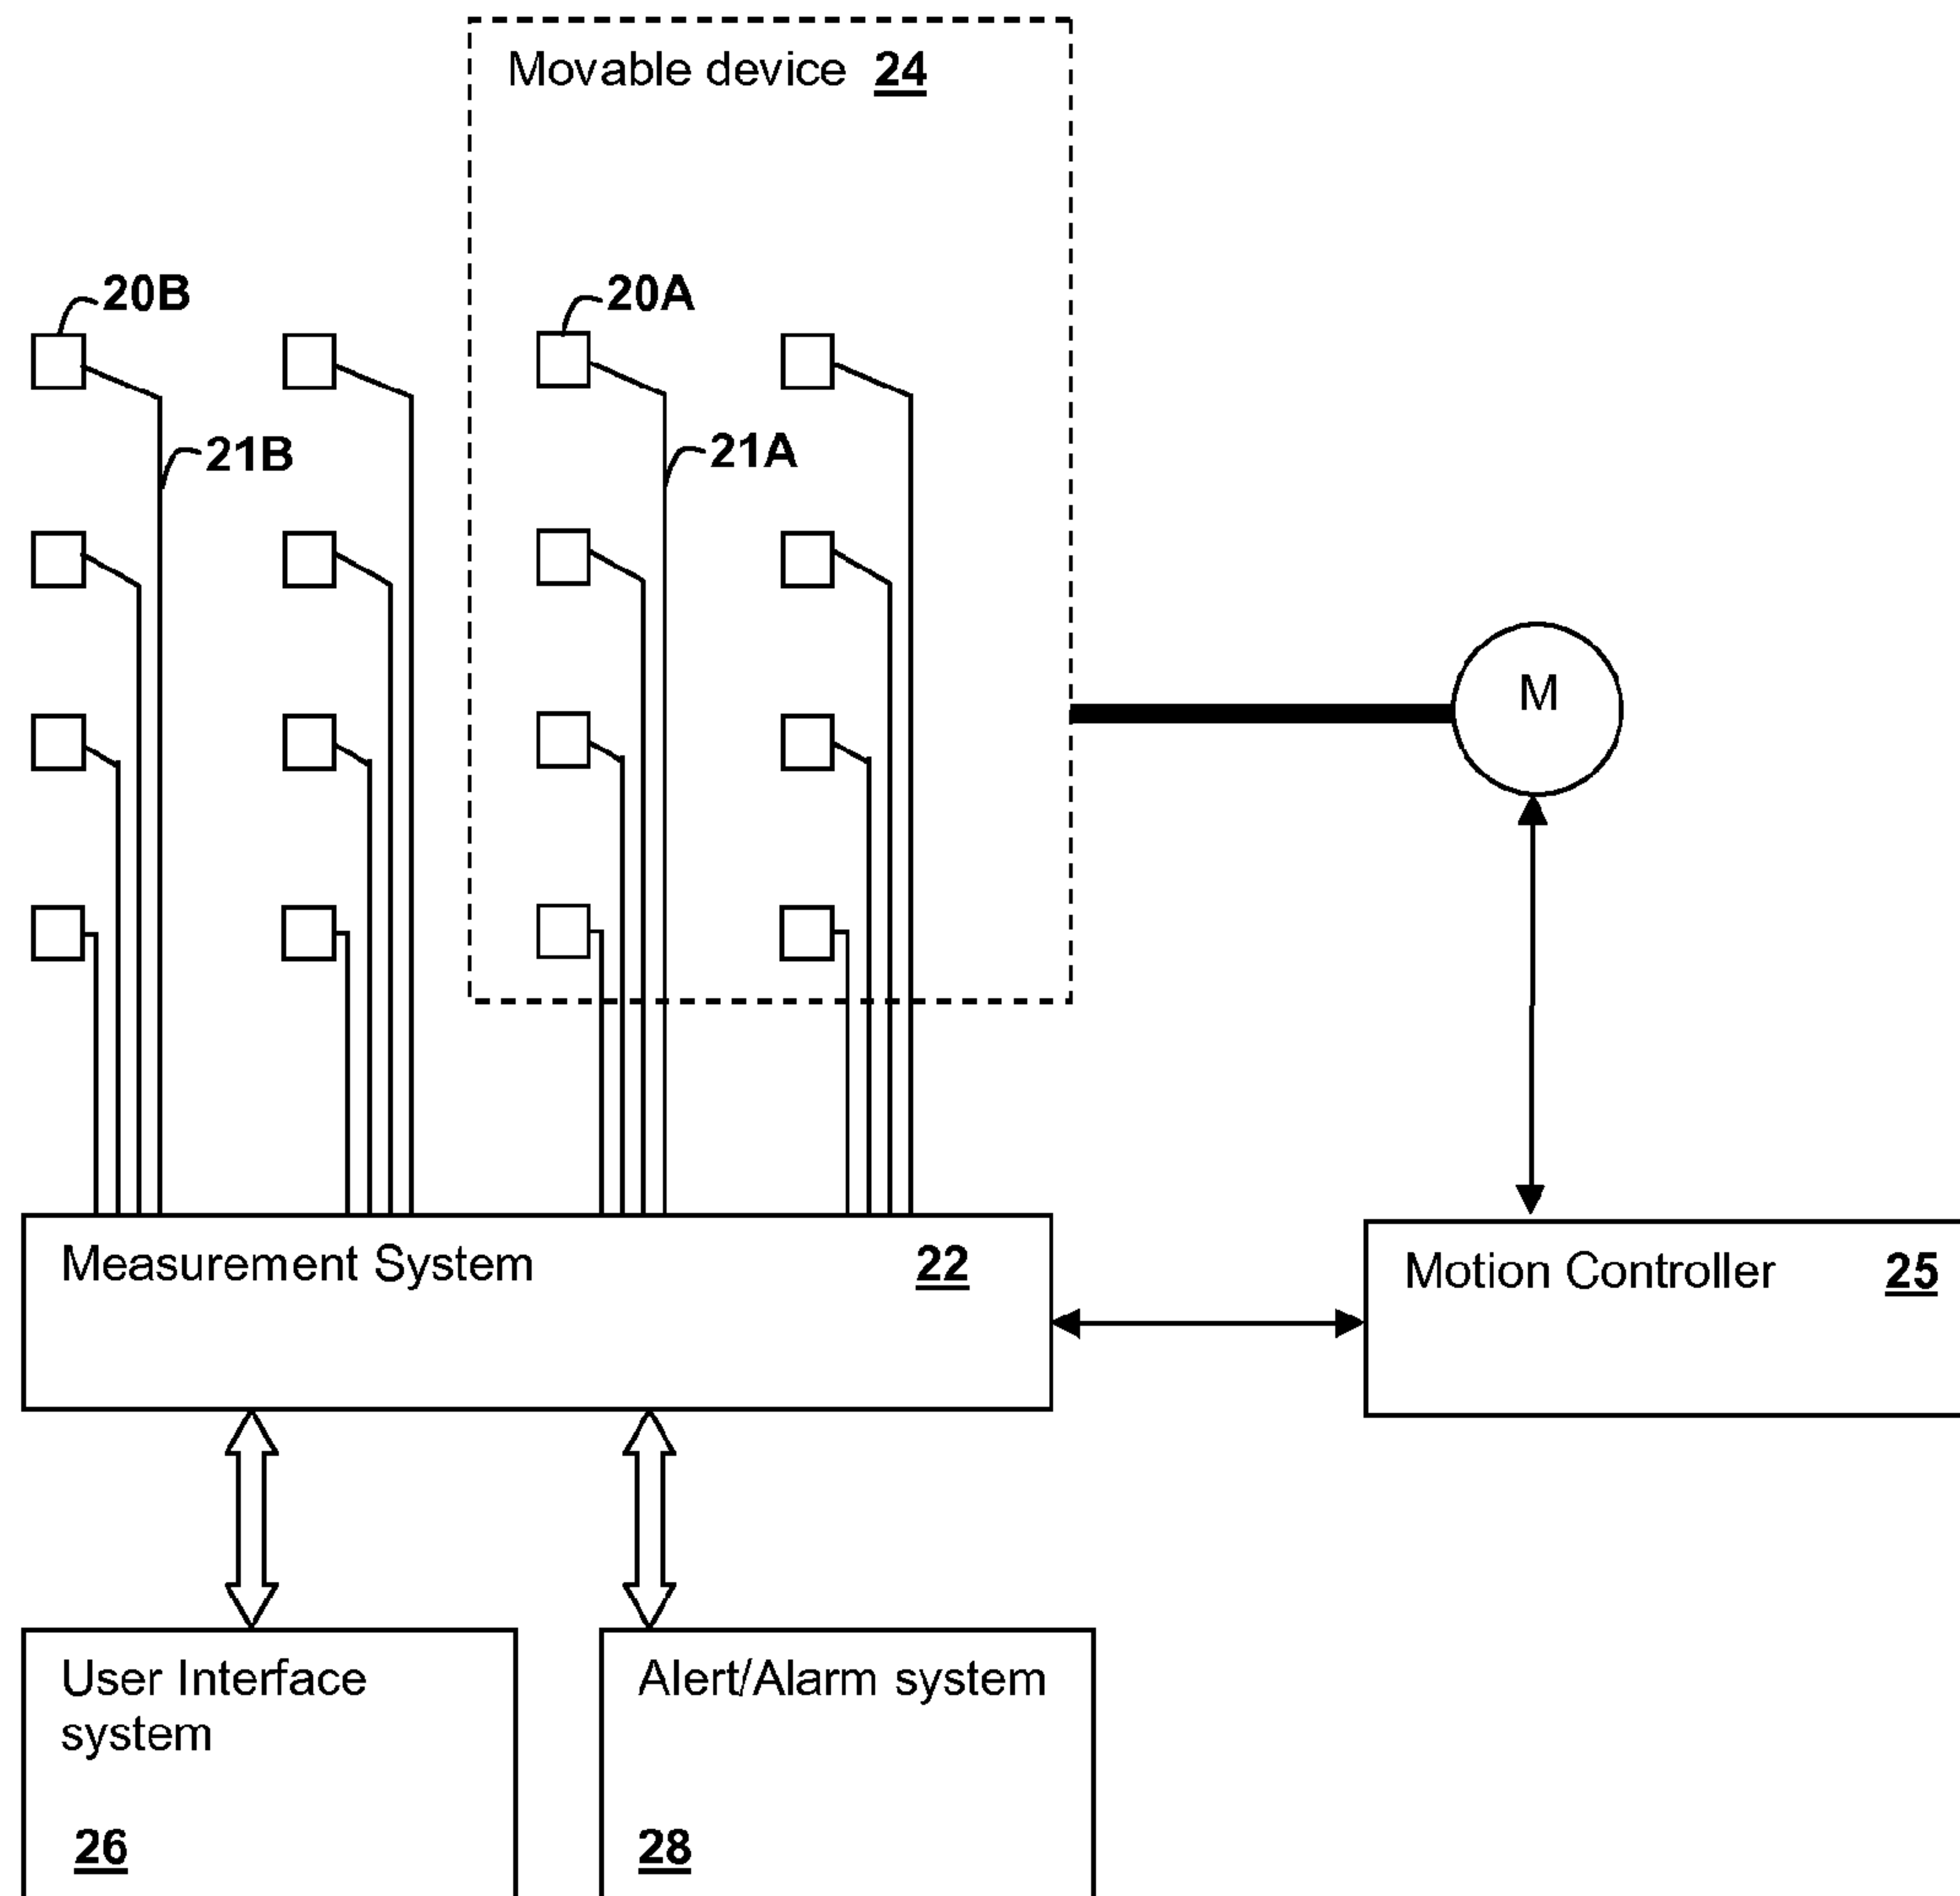 Movable device 24
20B
20A
21B
21A
M
Measurement System 22
Motion Controller 25
User Interface
system
26
Alert/Alarm system
28